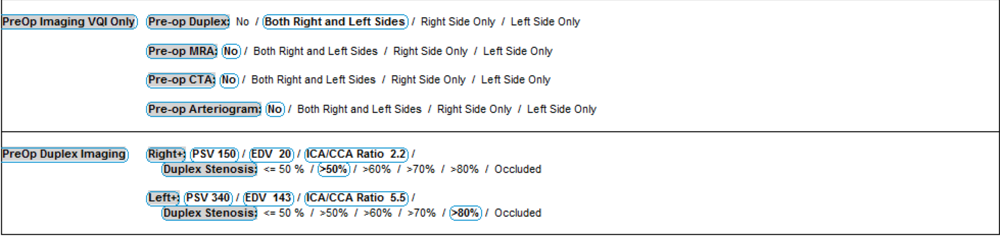 PreOp Imaging VQI Only Pre-op Duplex: No / Both Right and Left Sides / Right Side Only / Left Side Only
Pre-op MRA: No / Both Right and Left Sides / Right Side Only / Left Side Only
Pre-op CTA: No / Both Right and Left Sides / Right Side Only / Left Side Only
Pre-op Arteriogram: No / Both Right and Left Sides / Right Side Only / Left Side Only
PreOp Duplex Imaging Right+: PSV 150 / EDV 20 / ICA/CCA Ratio 2.2 /
Duplex Stenosis: <= 50 % / >50% / >60% / >70% / >80% / Occluded
Left+: PSV 340 / EDV 143 / ICA/CCA Ratio 5.5 /
Duplex Stenosis: <= 50 % / >50% / >60% / >70% / >80% / Occluded